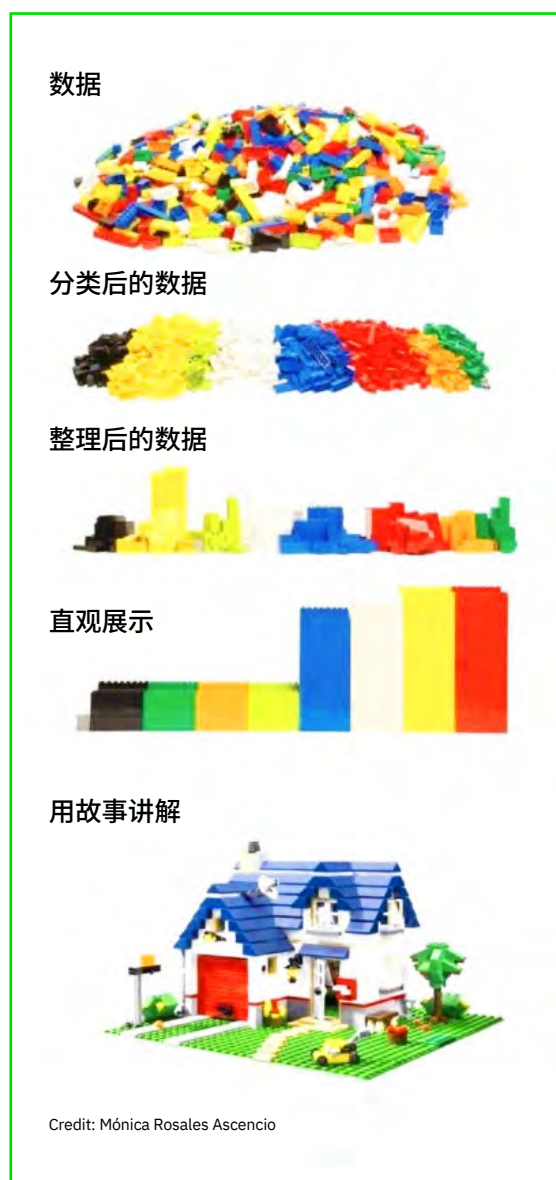 数据
分类后的数据
整理后的数据
直观展示
用故事讲解
Credit: Mónica Rosales Ascencio